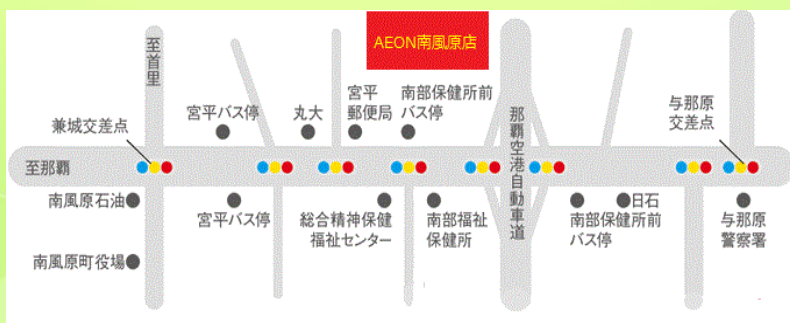 AEON南風原店
至首里
宮平バス停
丸大
宮平
郵便局
南部保健所前
バス停
与那原
交差点
兼城交差点
至那覇
那覇空港自動車道
南風原石油
宮平バス停
総合精神保健
福祉センター
南部福祉
保健所
南部保健所前
バス停
日石
与那原
警察署
南風原町役場